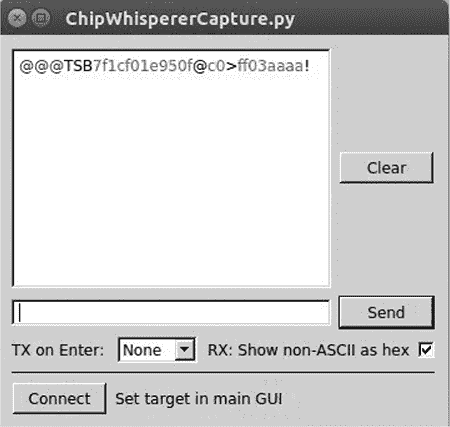 ChipWhispererCapture.py
@@@TSB7f1cf01e950f@c0>ff03aaaa!
Clear
Send
TX on Enter: None RX: Show non-ASCII as hex
Connect Set target in main GUI